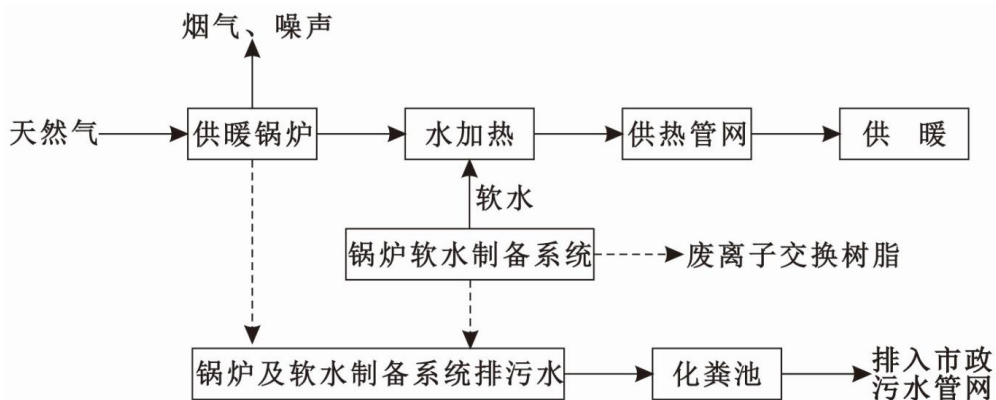 烟气、噪声
天然气
供暖锅炉
水加热
供热管网
供 暖
软水
锅炉软水制备系统
废离子交换树脂
锅炉及软水制备系统排污水
化粪池
排入市政
污水管网